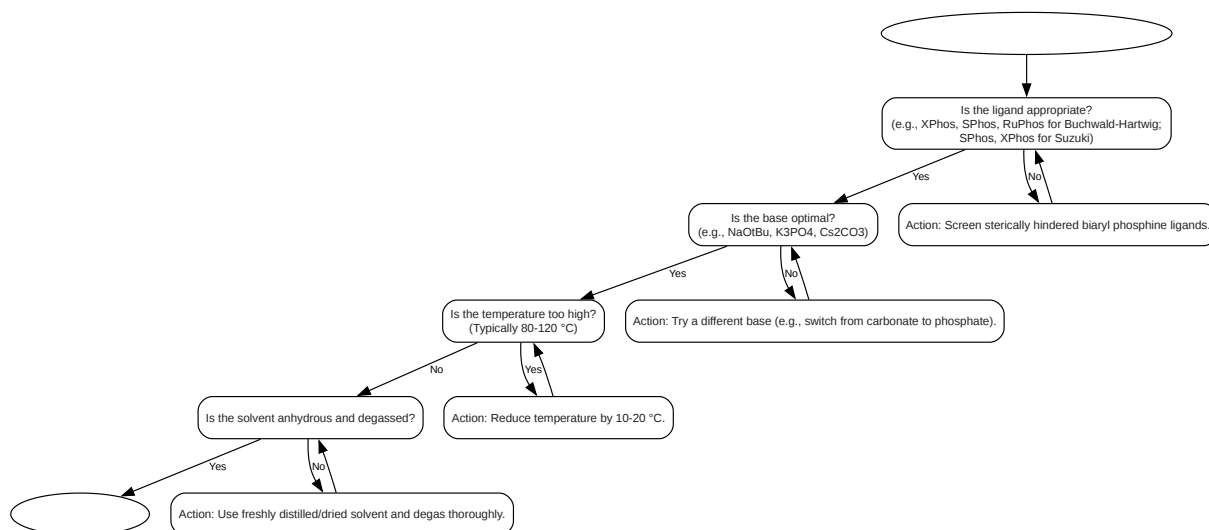 Is the ligand appropriate?
(e.g., XPhos, SPhos, RuPhos for Buchwald-Hartwig;
SPhos, XPhos for Suzuki)
Yes
No
Is the base optimal?
(e.g., NaOtBu, K3PO4, Cs2CO3)
Action: Screen sterically hindered biaryl phosphine ligands.
Yes
No
Is the temperature too high?
(Typically 80-120 °C)
Action: Try a different base (e.g., switch from carbonate to phosphate).
No
Yes
Is the solvent anhydrous and degassed?
Action: Reduce temperature by 10-20 °C.
Yes
No
Action: Use freshly distilled/dried solvent and degas thoroughly.